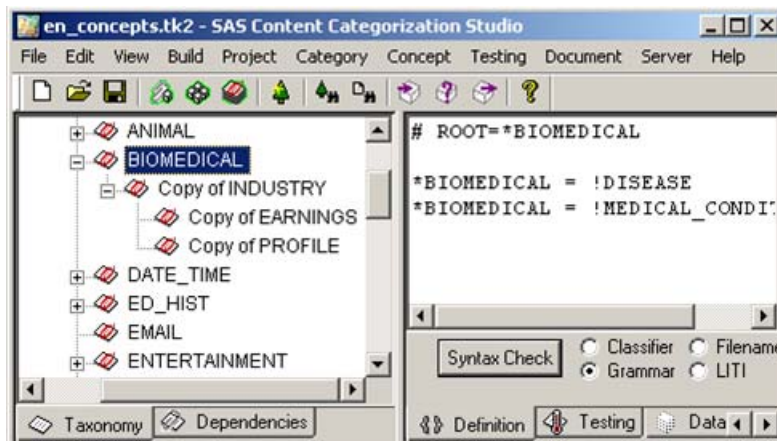 en_concepts.tk2 - SAS Content Categorization Studio
File Edit View Build Project Category Concept Testing Document Server Help
ANIMAL
BIOMEDICAL
Copy of INDUSTRY
Copy of EARNINGS
Copy of PROFILE
DATE_TIME
ED_HIST
EMAIL
ENTERTAINMENT
Taxonomy Dependencies
# ROOT=*BIOMEDICAL
*BIOMEDICAL = !DISEASE
*BIOMEDICAL = !MEDICAL_CONDIT
Syntax Check
Classifier Filename
Grammar LITI
Definition Testing Data